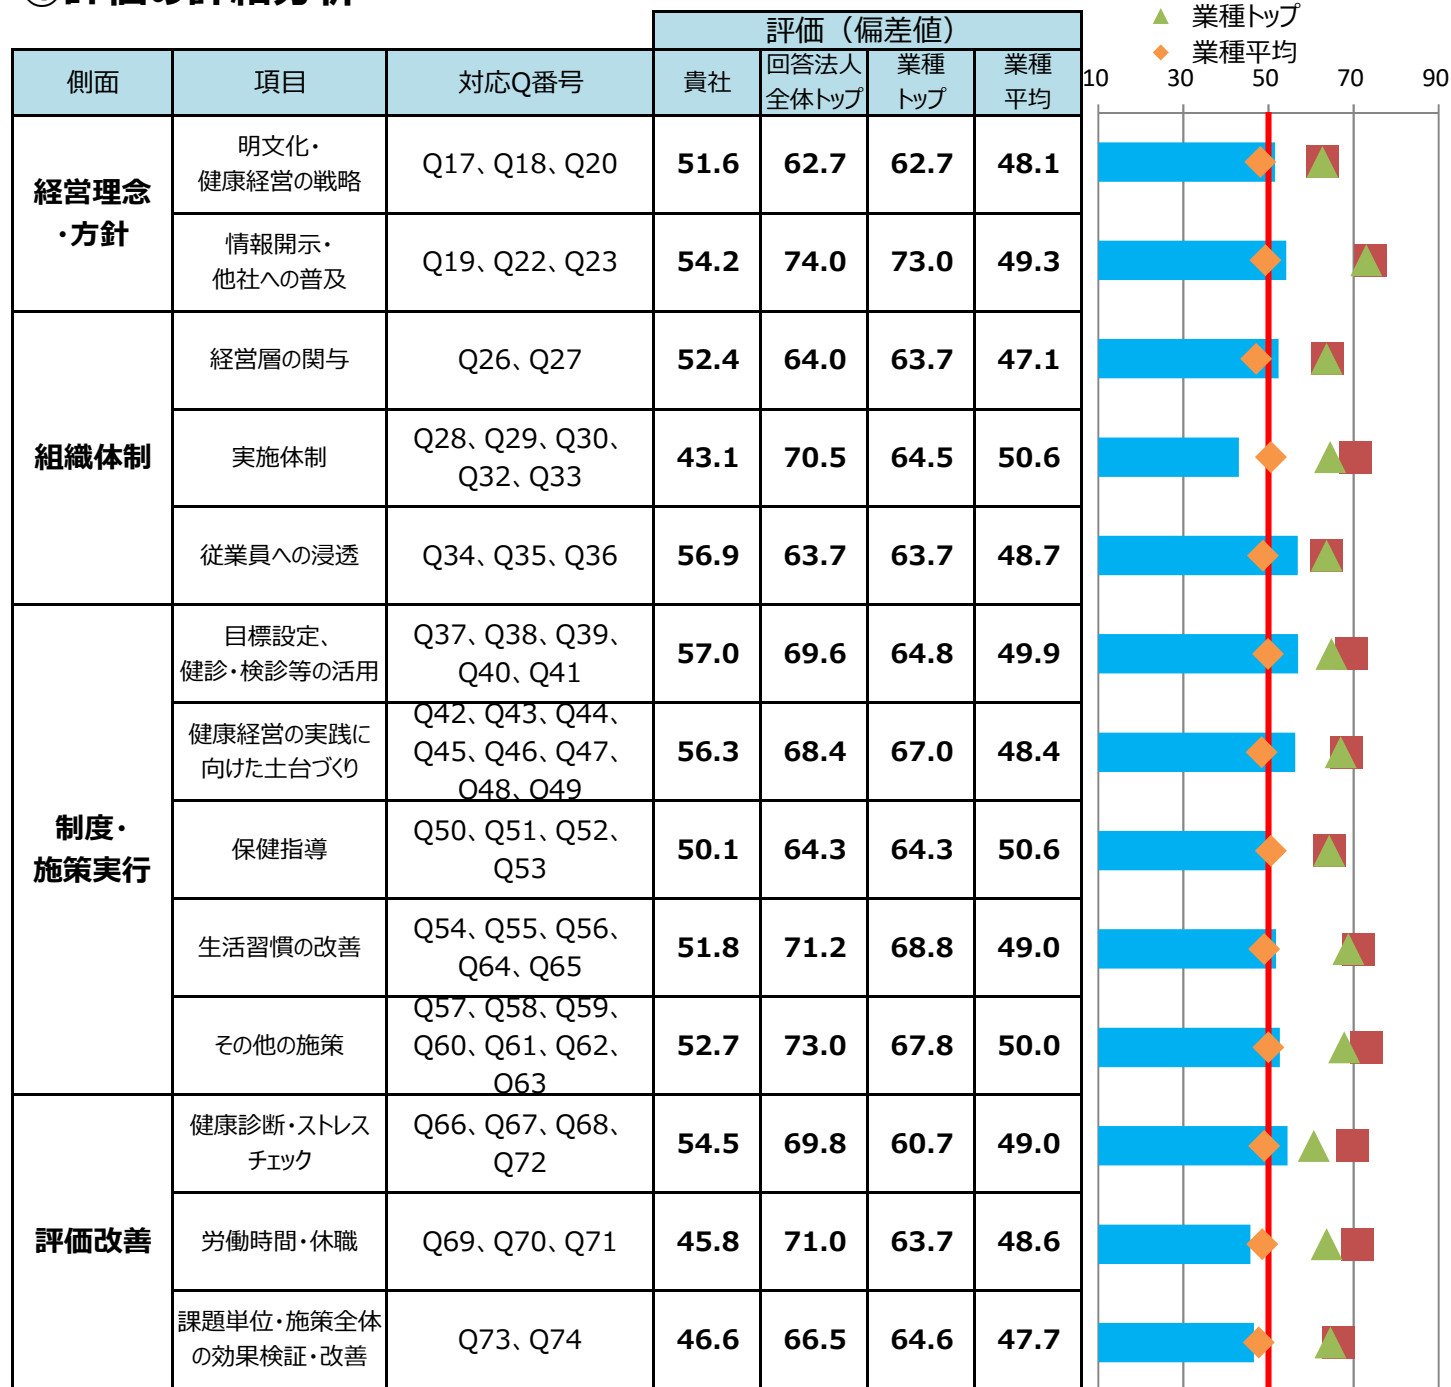 ①評価の詳細分析
評価（偏差値）
▲ 業種トップ
◆ 業種平均
側面 項目 対応Q番号 貴社 回答法人 業種 業種
全体トップ トップ 平均
10 30 50 70 90
経営理念
・方針
明文化・
健康経営の戦略
Q17、Q18、Q20 51.6 62.7 62.7 48.1
情報開示・
他社への普及
Q19、Q22、Q23 54.2 74.0 73.0 49.3
組織体制
経営層の関与 Q26、Q27 52.4 64.0 63.7 47.1
実施体制
Q28、Q29、Q30、
Q32、Q33
43.1 70.5 64.5 50.6
従業員への浸透 Q34、Q35、Q36 56.9 63.7 63.7 48.7
制度・
施策実行
目標設定、
健診・検診等の活用
Q37、Q38、Q39、
Q40、Q41
57.0 69.6 64.8 49.9
健康経営の実践に
向けた土台づくり
Q42、Q43、Q44、
Q45、Q46、Q47、
Q48、Q49
56.3 68.4 67.0 48.4
保健指導
Q50、Q51、Q52、
Q53
50.1 64.3 64.3 50.6
生活習慣の改善
Q54、Q55、Q56、
Q64、Q65
51.8 71.2 68.8 49.0
その他の施策
Q57、Q58、Q59、
Q60、Q61、Q62、
Q63
52.7 73.0 67.8 50.0
評価改善
健康診断・ストレス
チェック
Q66、Q67、Q68、
Q72
54.5 69.8 60.7 49.0
労働時間・休職 Q69、Q70、Q71 45.8 71.0 63.7 48.6
課題単位・施策全体
の効果検証・改善
Q73、Q74 46.6 66.5 64.6 47.7